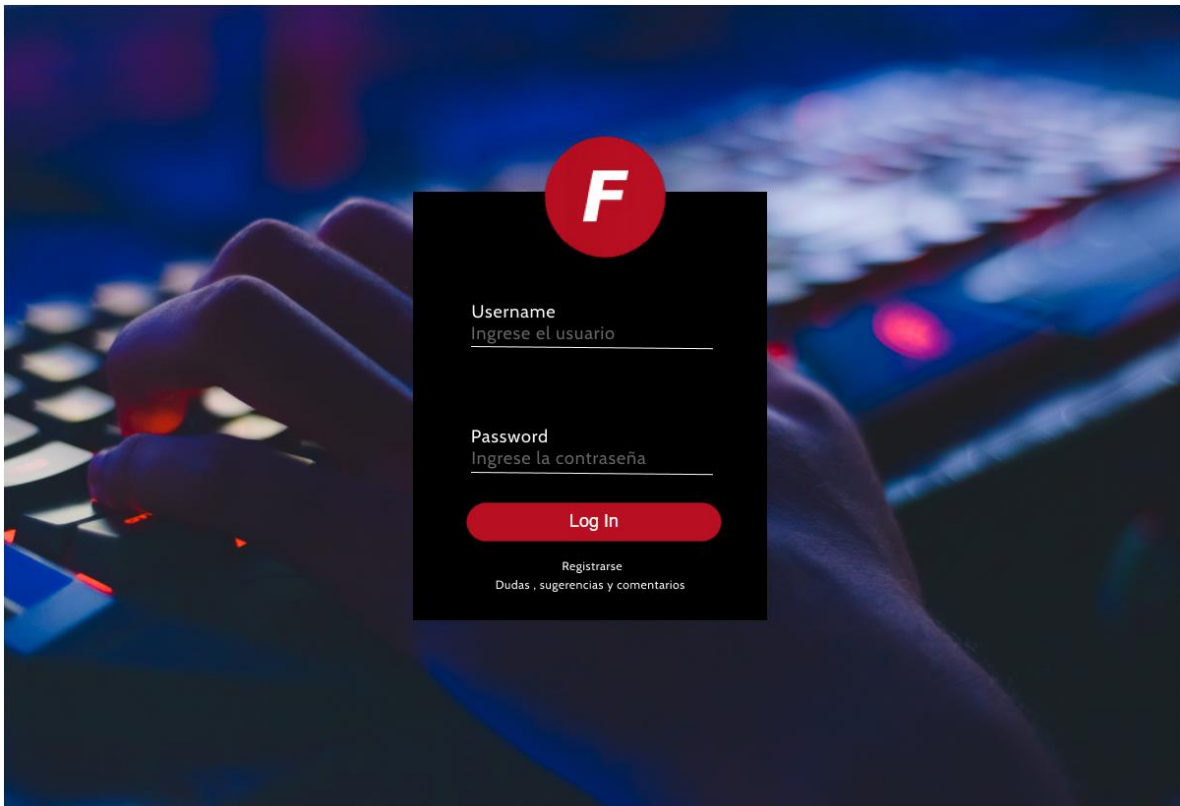 F
Username
Ingrese el usuario
Password
Ingrese la contraseña
Log In
Registrarse
Dudas , sugerencias y comentarios